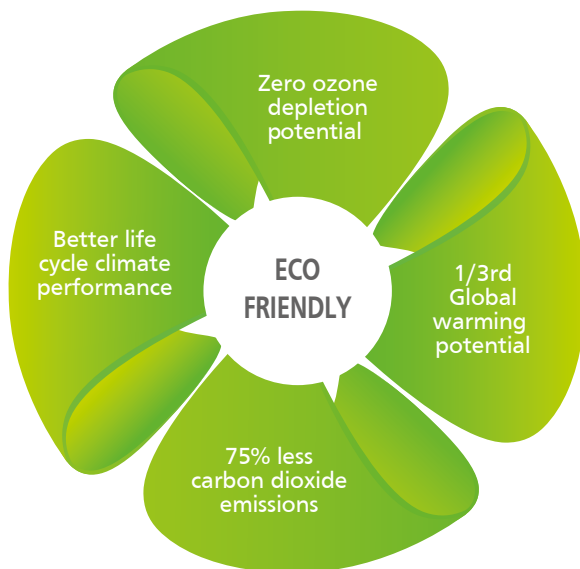 Zero ozone
depletion
potential
Better life
cycle climate
performance
ECO
FRIENDLY
1/3rd
Global
warming
potential
75% less
carbon dioxide
emissions